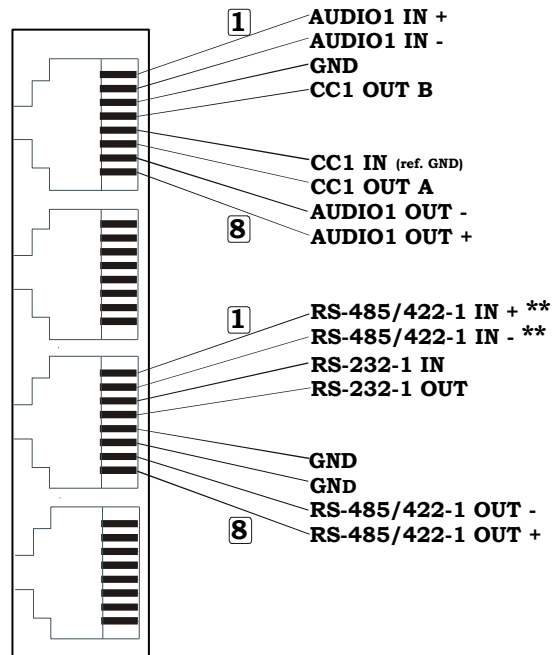 1
AUDIO1 IN +
AUDIO1 IN -
GND
CC1 OUT B
CC1 IN (ref. GND)
CC1 OUT A
AUDIO1 OUT -
8
AUDIO1 OUT +
1
RS-485/422-1 IN + **
RS-485/422-1 IN - **
RS-232-1 IN
RS-232-1 OUT
GND
GND
RS-485/422-1 OUT -
8
RS-485/422-1 OUT +